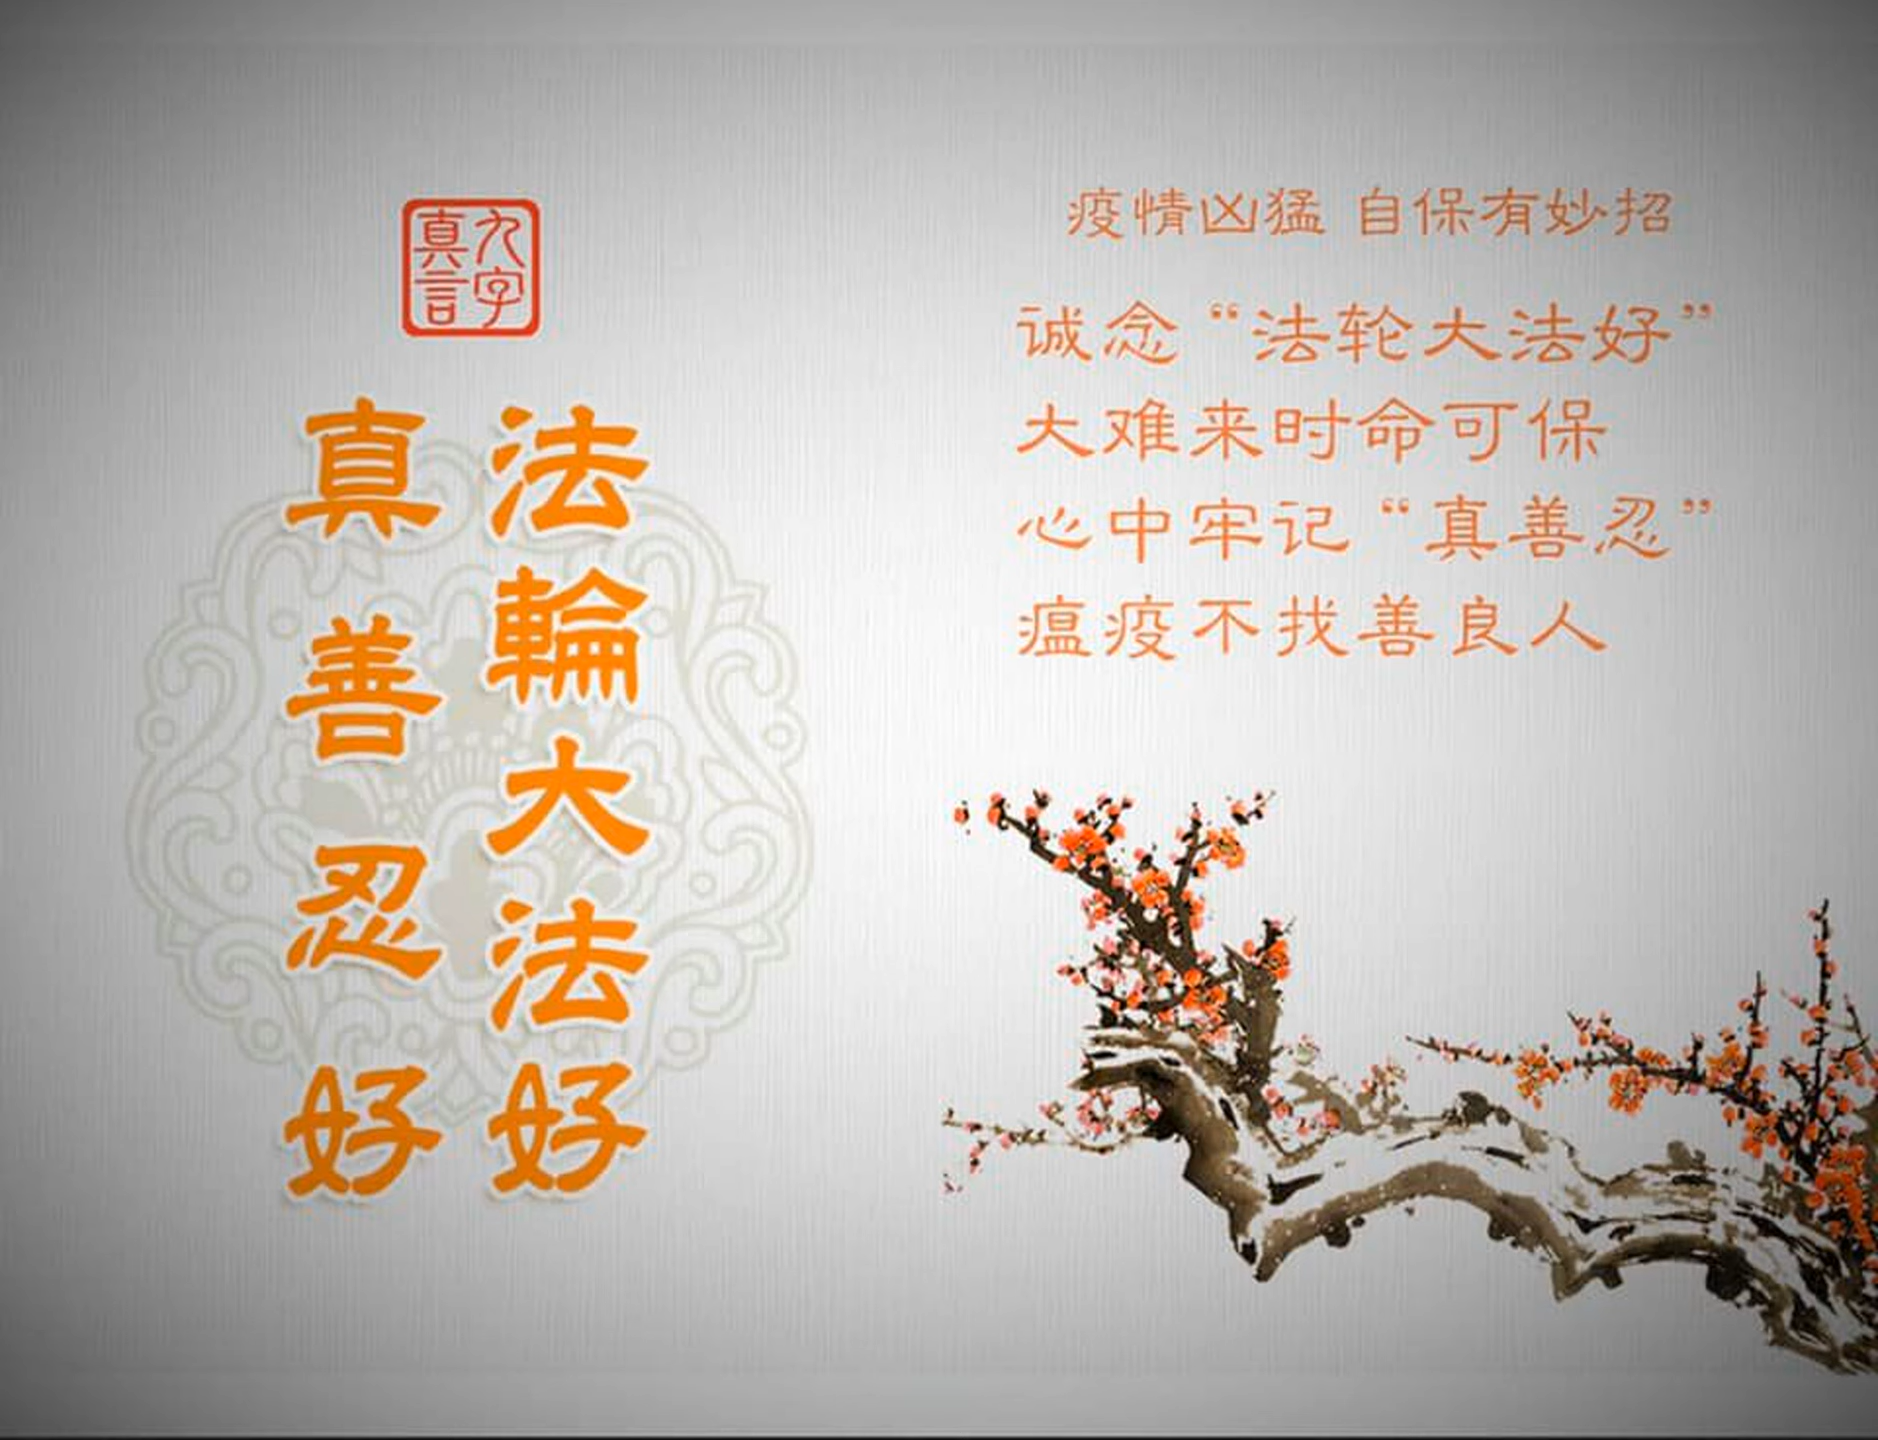 九字
真言
法輪大法好
真善忍好
疫情凶猛 自保有妙招
诚念“法轮大法好”
大难来时命可保
心中牢记“真善忍”
瘟疫不找善良人